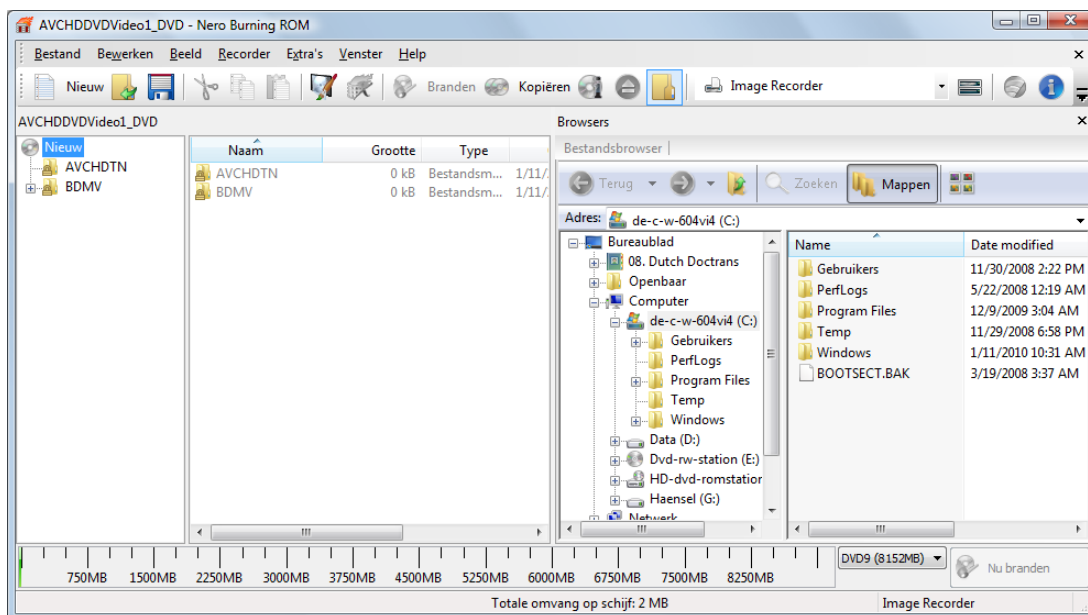 AVCHDDVDVideo1_DVD - Nero Burning ROM
Bestand Bewerken Beeld Recorder Extra's Venster Help
Nieuw Branden Kopiëren Image Recorder
AVCHDDVDVideo1_DVD
Nieuw
AVCHDTN
BDMV
Naam Grootte Type
AVCHDTN 0 kB Bestandsm... 1/11/
BDMV 0 kB Bestandsm... 1/11/
Browsers
Bestandsbrowser
Terug Zoeken Mappen
Adres: de-c-w-604vi4 (C:)
Bureaublad
08. Dutch Doctrans
Openbaar
Computer
de-c-w-604vi4 (C:)
Gebruikers
PerfLogs
Program Files
Temp
Windows
Data (D:)
Dvd-rw-station (E:)
HD-dvd-romstation
Haensel (G:)
Netwerk
Name Date modified
Gebruikers 11/30/2008 2:22 PM
PerfLogs 5/22/2008 12:19 AM
Program Files 12/9/2009 3:04 AM
Temp 11/29/2008 6:58 PM
Windows 1/11/2010 10:31 AM
BOOTSECT.BAK 3/19/2008 3:37 AM
750MB 1500MB 2250MB 3000MB 3750MB 4500MB 5250MB 6000MB 6750MB 7500MB 8250MB
DVD9 (8152MB)
Nu branden
Totale omvang op schijf: 2 MB
Image Recorder